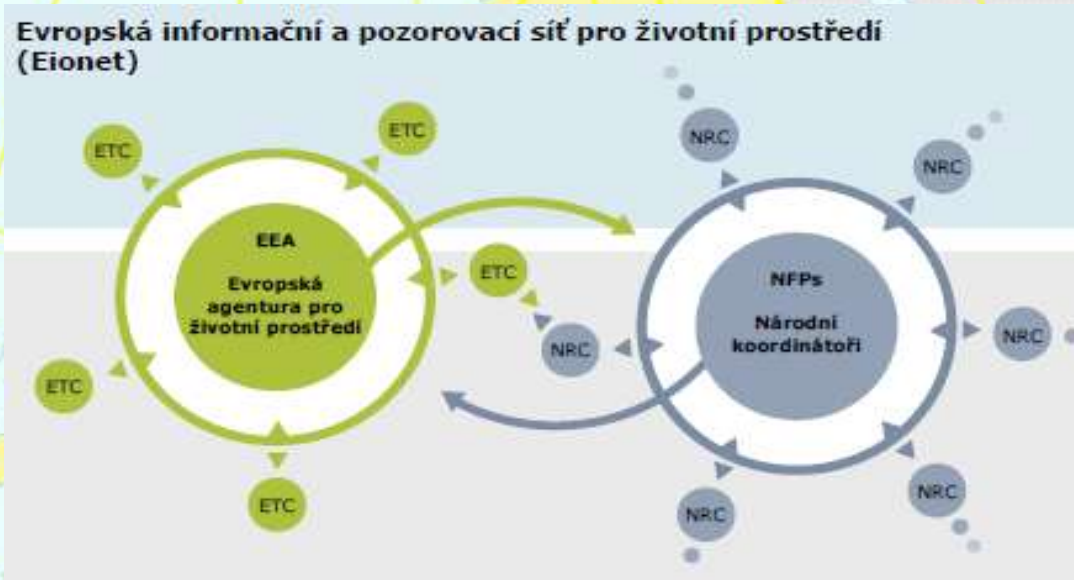 Evropská informační a pozorovací síť pro životní prostředí
(Eionet)
ETC
ETC
ETC
ETC
ETC
EEA
Evropská
agentura pro
životní prostředí
NRC
NRC
NRC
NRC
NRC
NRC
NFPs
Národní
koordinátoři